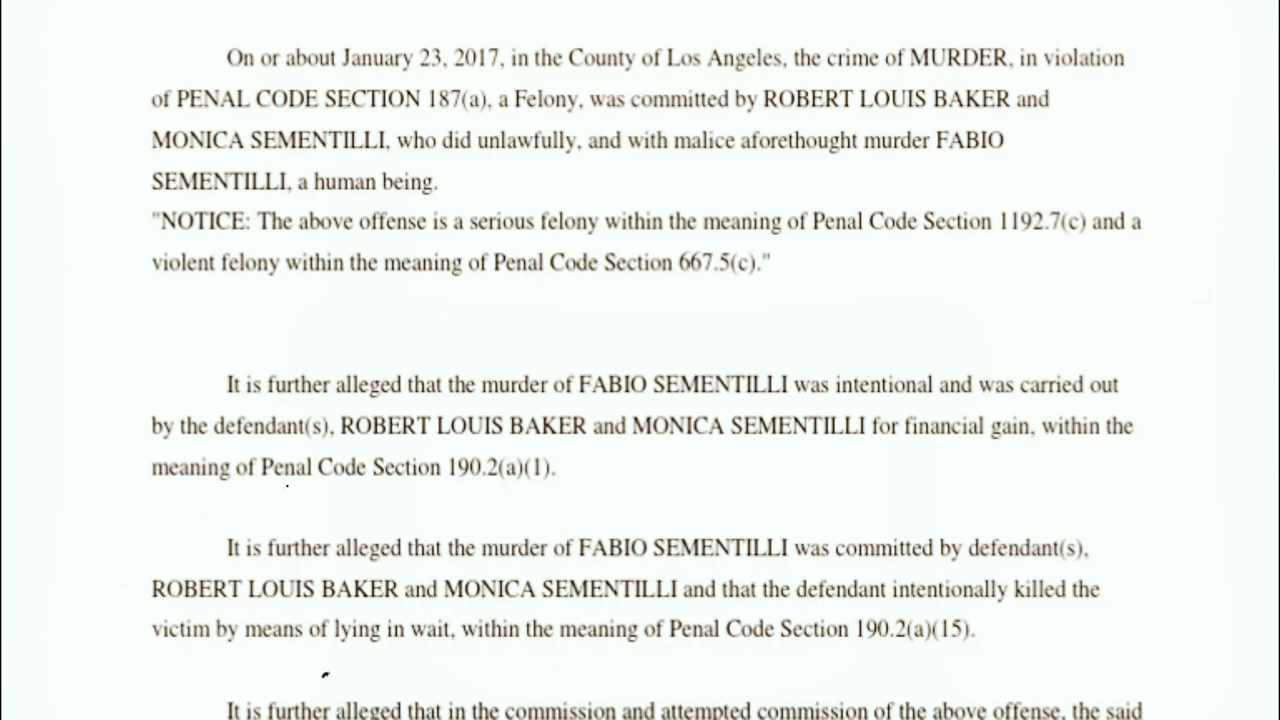 On or about January 23, 2017, in the County of Los Angeles, the crime of MURDER, in violation
of PENAL CODE SECTION 187(a), a Felony, was committed by ROBERT LOUIS BAKER and
MONICA SEMENTILLI, who did unlawfully, and with malice aforethought murder FABIO
SEMENTILLI, a human being.
"NOTICE: The above offense is a serious felony within the meaning of Penal Code Section 1192.7(c) and a
violent felony within the meaning of Penal Code Section 667.5(c)."
It is further alleged that the murder of FABIO SEMENTILLI was intentional and was carried out
by the defendant(s), ROBERT LOUIS BAKER and MONICA SEMENTILLI for financial gain, within the
meaning of Penal Code Section 190.2(a)(1).
It is further alleged that the murder of FABIO SEMENTILLI was committed by defendant(s),
ROBERT LOUIS BAKER and MONICA SEMENTILLI and that the defendant intentionally killed the
victim by means of lying in wait, within the meaning of Penal Code Section 190.2(a)(15).
It is further alleged that in the commission and attempted commission of the above offense, the said